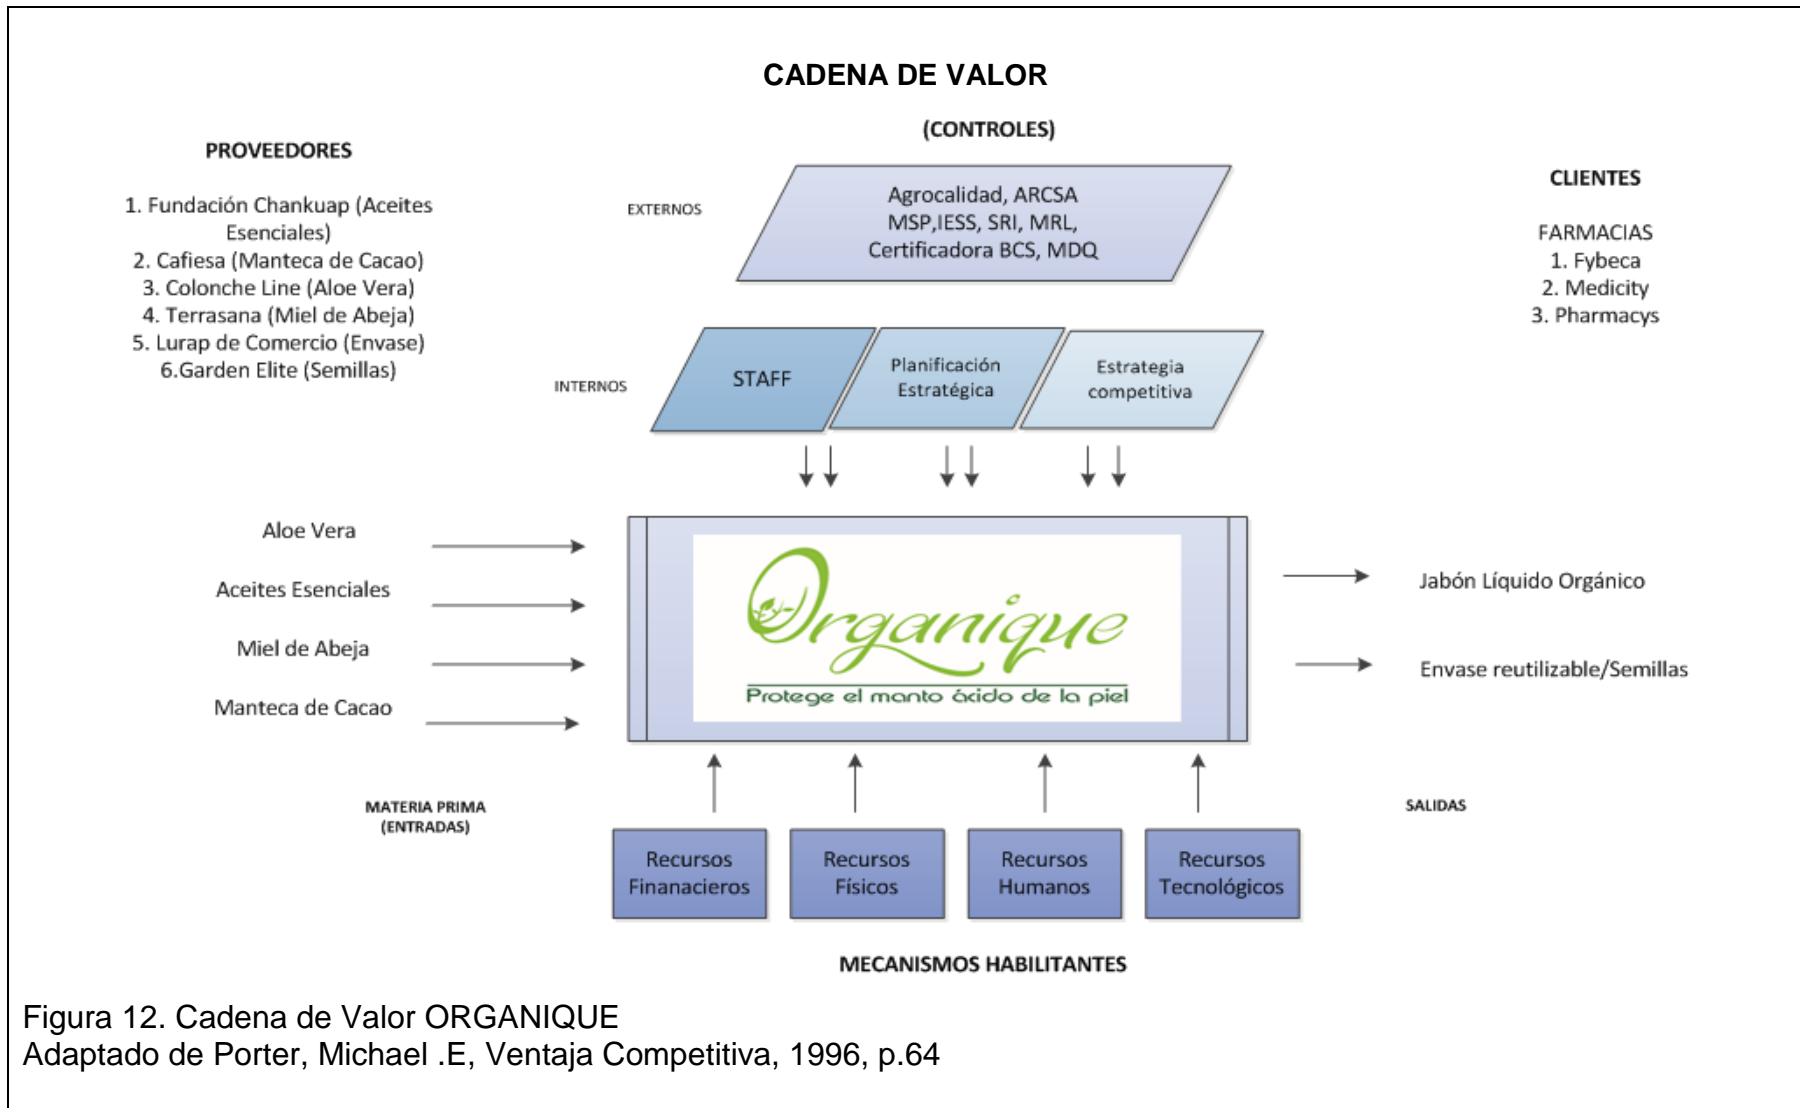 CADENA DE VALOR
(CONTROLES)
PROVEEDORES
1. Fundación Chankuap (Aceites
Esenciales)
2. Cafiesa (Manteca de Cacao)
3. Colonche Line (Aloe Vera)
4. Terrasana (Miel de Abeja)
5. Lurap de Comercio (Envase)
6.Garden Elite (Semillas)
EXTERNOS
Agrocalidad, ARCSA
MSP,IESS, SRI, MRL,
Certificadora BCS, MDQ
CLIENTES
FARMACIAS
1. Fybeca
2. Medicity
3. Pharmacys
INTERNOS
STAFF
Planificación
Estratégica
Estrategia
competitiva
Aloe Vera
Aceites Esenciales
Miel de Abeja
Manteca de Cacao
Organique
Protege el manto ácido de la piel
Jabón Líquido Orgánico
Envase reutilizable/Semillas
MATERIA PRIMA
(ENTRADAS)
SALIDAS
Recursos
Finanacieros
Recursos
Físicos
Recursos
Humanos
Recursos
Tecnológicos
MECANISMOS HABILITANTES
Figura 12. Cadena de Valor ORGANIQUE
Adaptado de Porter, Michael .E, Ventaja Competitiva, 1996, p.64